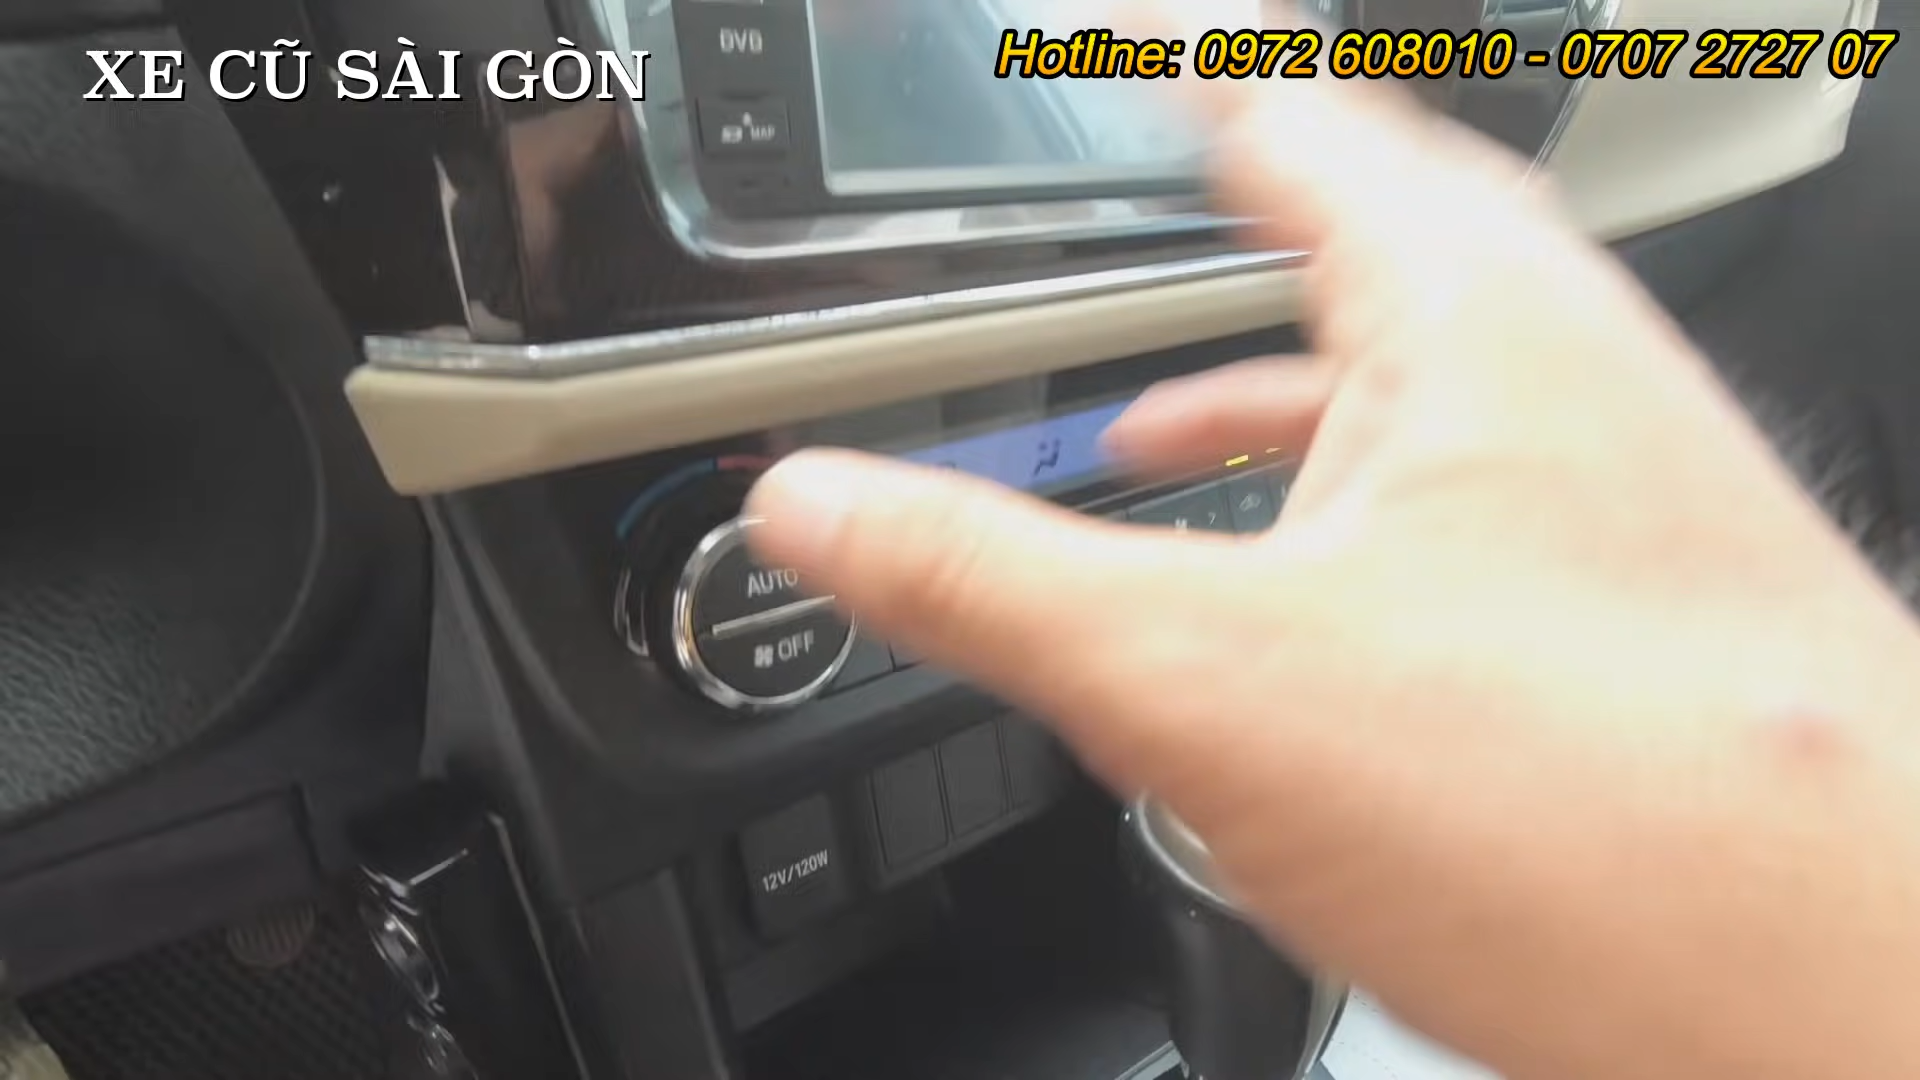 XE CŨ SÀI GÒN
Hotline: 0972 608010 - 0707 2727 07
DVD
MAP
AUTO
OFF
12V/120W